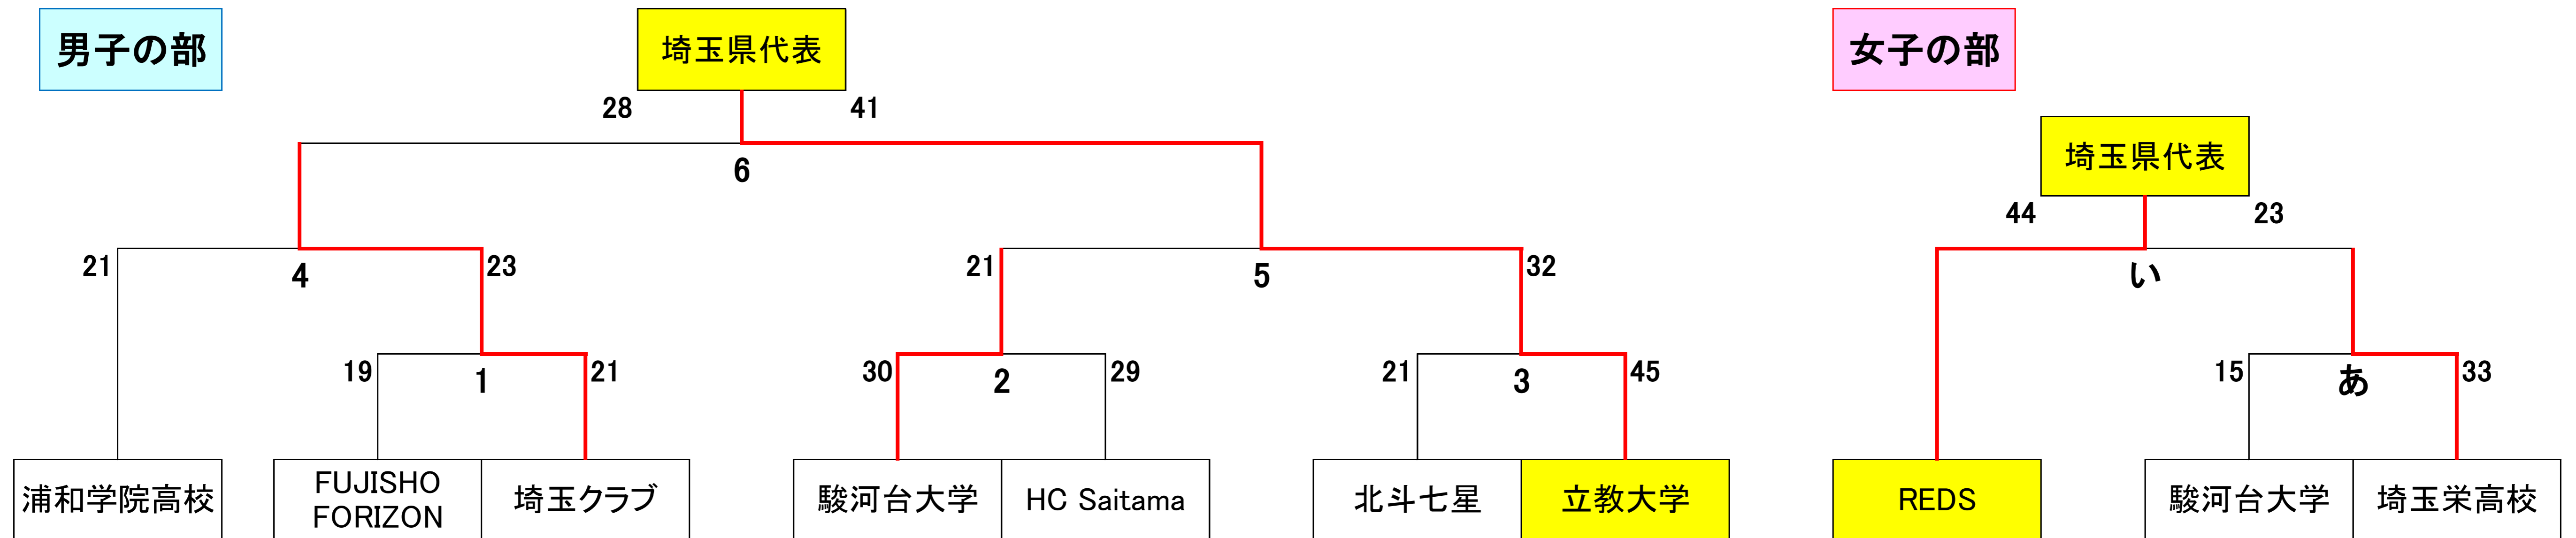 男子の部
埼玉県代表
女子の部
28
41
埼玉県代表
6
44
23
21
4
23
21
5
32
い
19
1
21
30
2
29
21
3
45
15
あ
33
浦和学院高校
FUJISHO
FORIZON
埼玉クラブ
駿河台大学
HC Saitama
北斗七星
立教大学
REDS
駿河台大学
埼玉栄高校